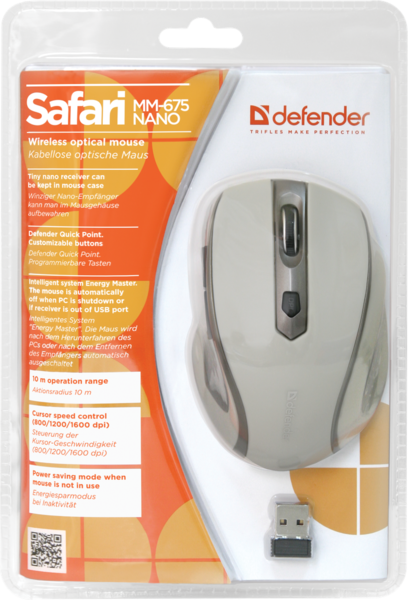 Safari MM-675
NANO
Wireless optical mouse
Kabellose optische Maus
Tiny nano receiver can
be kept in mouse case
Winziger Nano-Empfänger
kann man im Mausgehäuse
aufbewahren
Defender Quick Point.
Customizable buttons
Defender Quick Point.
Programmierbare Tasten
Intelligent system Energy Master.
The mouse is automatically
off when PC is shutdown or
if receiver is out of USB port
Intelligentes System
"Energy Master". Die Maus wird
nach dem Herunterfahren des
PCs oder nach dem Entfernen
des Empfängers automatisch
ausgeschaltet
10 m operation range
Aktionsradius 10 m
Cursor speed control
(800/1200/1600 dpi)
Steuerung der
Kursor-Geschwindigkeit
(800/1200/1600 dpi)
Power saving mode when
mouse is not in use
Energiesparmodus
bei Inaktivität
defender
TRIFLES MAKE PERFECTION
Defender